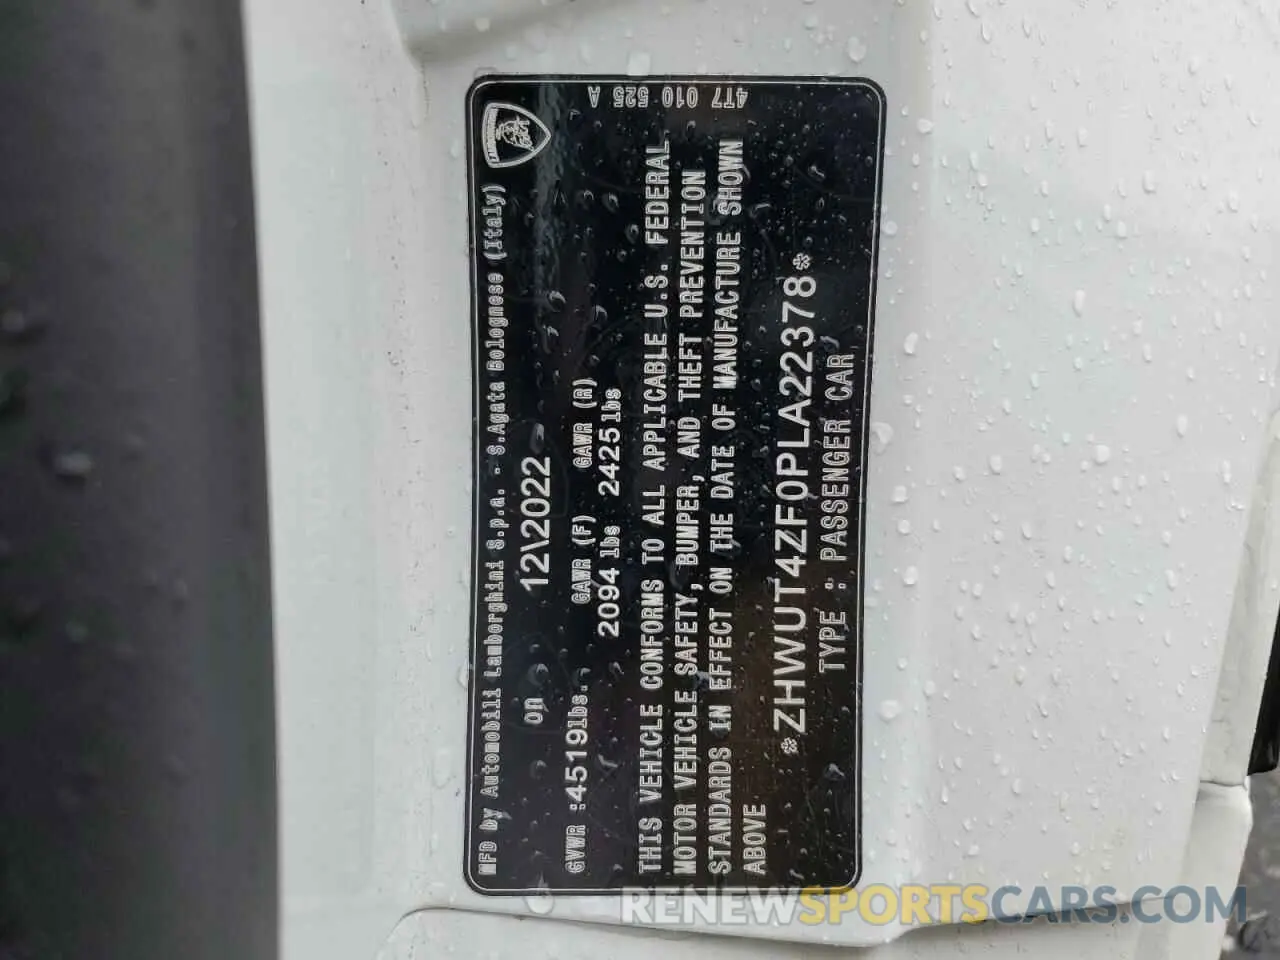 4T7 010 525 A
MFD by Automobili Lamborghini S.p.a. - S.Agata Bolognese (Italy)
on 12\2022
GVWR :4519lbs. GAWR (F) GAWR (R)
2094 lbs 2425 lbs
THIS VEHICLE CONFORMS TO ALL APPLICABLE U.S. FEDERAL
MOTOR VEHICLE SAFETY, BUMPER, AND THEFT PREVENTION
STANDARDS IN EFFECT ON THE DATE OF MANUFACTURE SHOWN
ABOVE
*ZHWUT4ZF0PLA22378*
TYPE : PASSENGER CAR
RENEWSPORTSCARS.COM